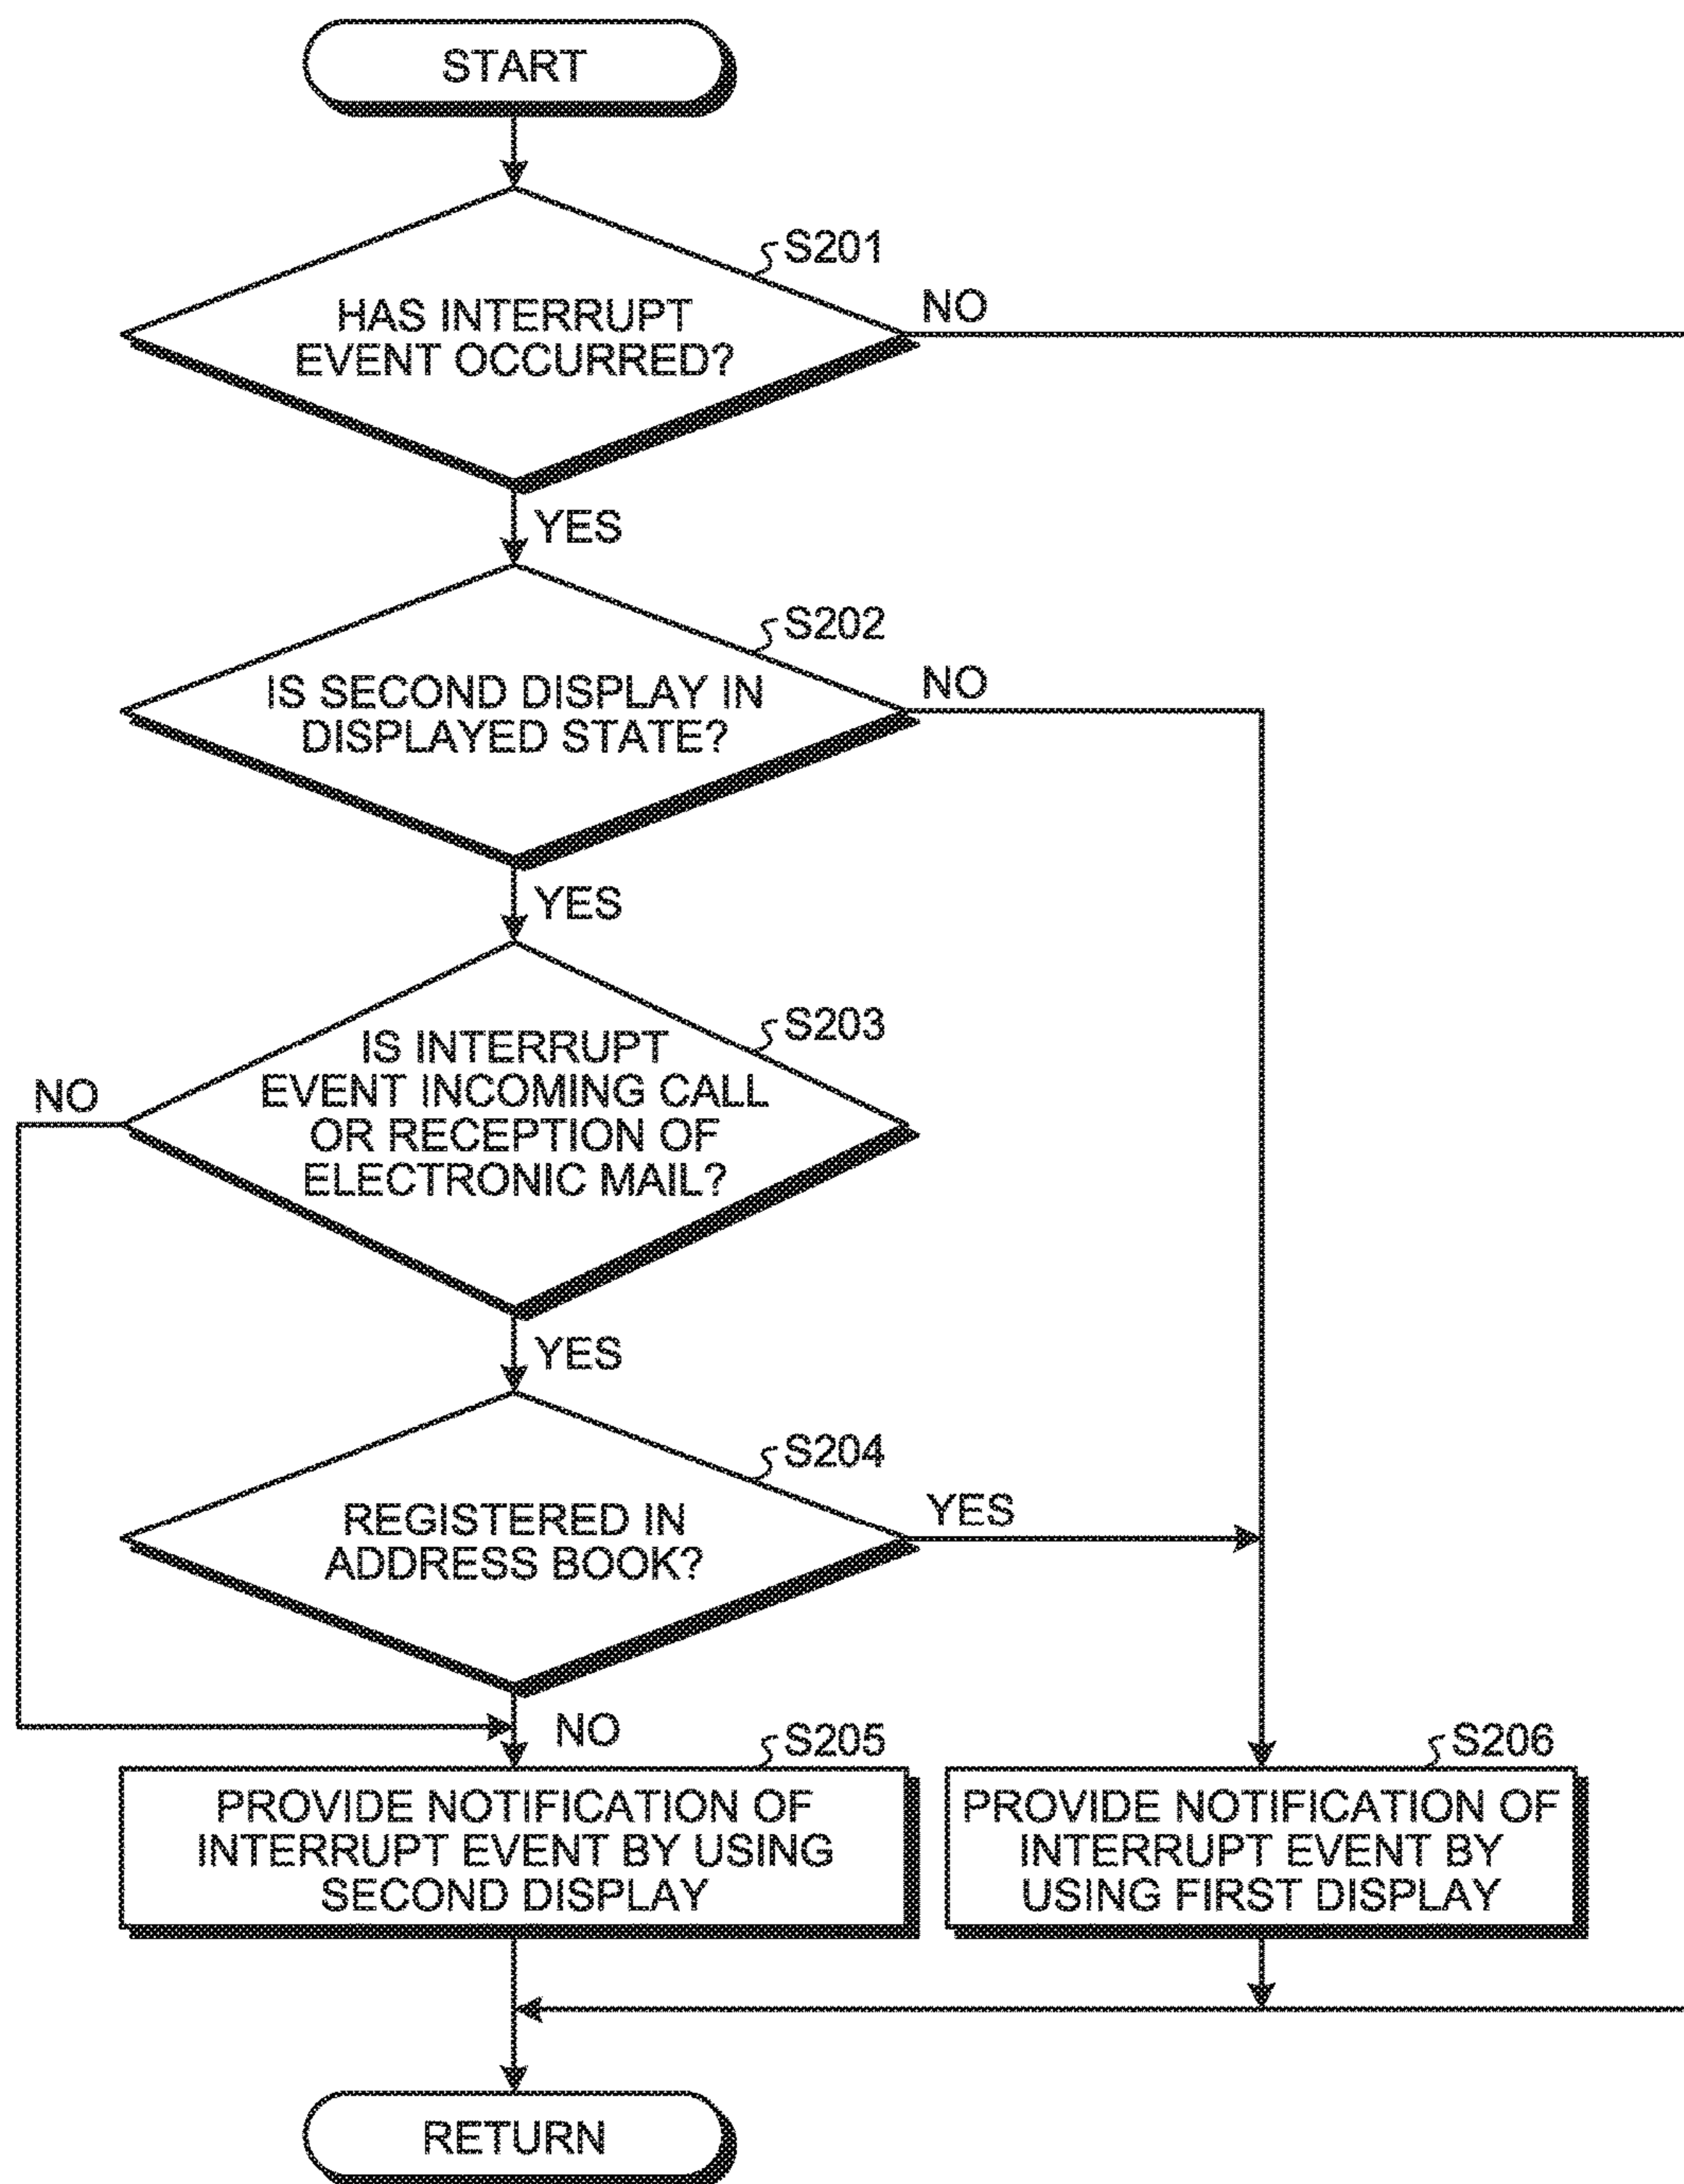 START
S201
HAS INTERRUPT
EVENT OCCURRED?
NO
YES
S202
IS SECOND DISPLAY IN
DISPLAYED STATE?
NO
YES
S203
IS INTERRUPT
EVENT INCOMING CALL
OR RECEPTION OF
ELECTRONIC MAIL?
NO
YES
S204
REGISTERED IN
ADDRESS BOOK?
YES
NO
S205
PROVIDE NOTIFICATION OF
INTERRUPT EVENT BY USING
SECOND DISPLAY
S206
PROVIDE NOTIFICATION OF
INTERRUPT EVENT BY
USING FIRST DISPLAY
RETURN